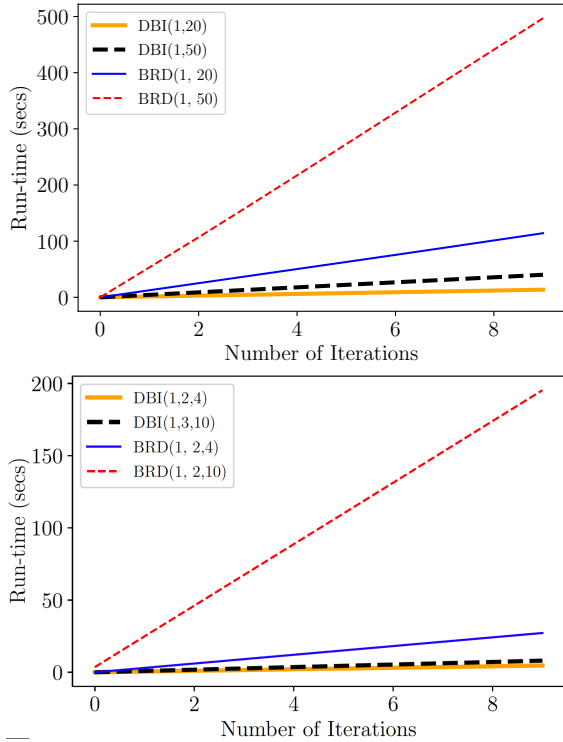 500
400
300
200
100
0
Run-time (secs)
DBI(1,20)
DBI(1,50)
BRD(1, 20)
BRD(1, 50)
0 2 4 6 8
Number of Iterations
200
150
100
50
0
Run-time (secs)
DBI(1,2,4)
DBI(1,3,10)
BRD(1, 2,4)
BRD(1, 2,10)
0 2 4 6 8
Number of Iterations